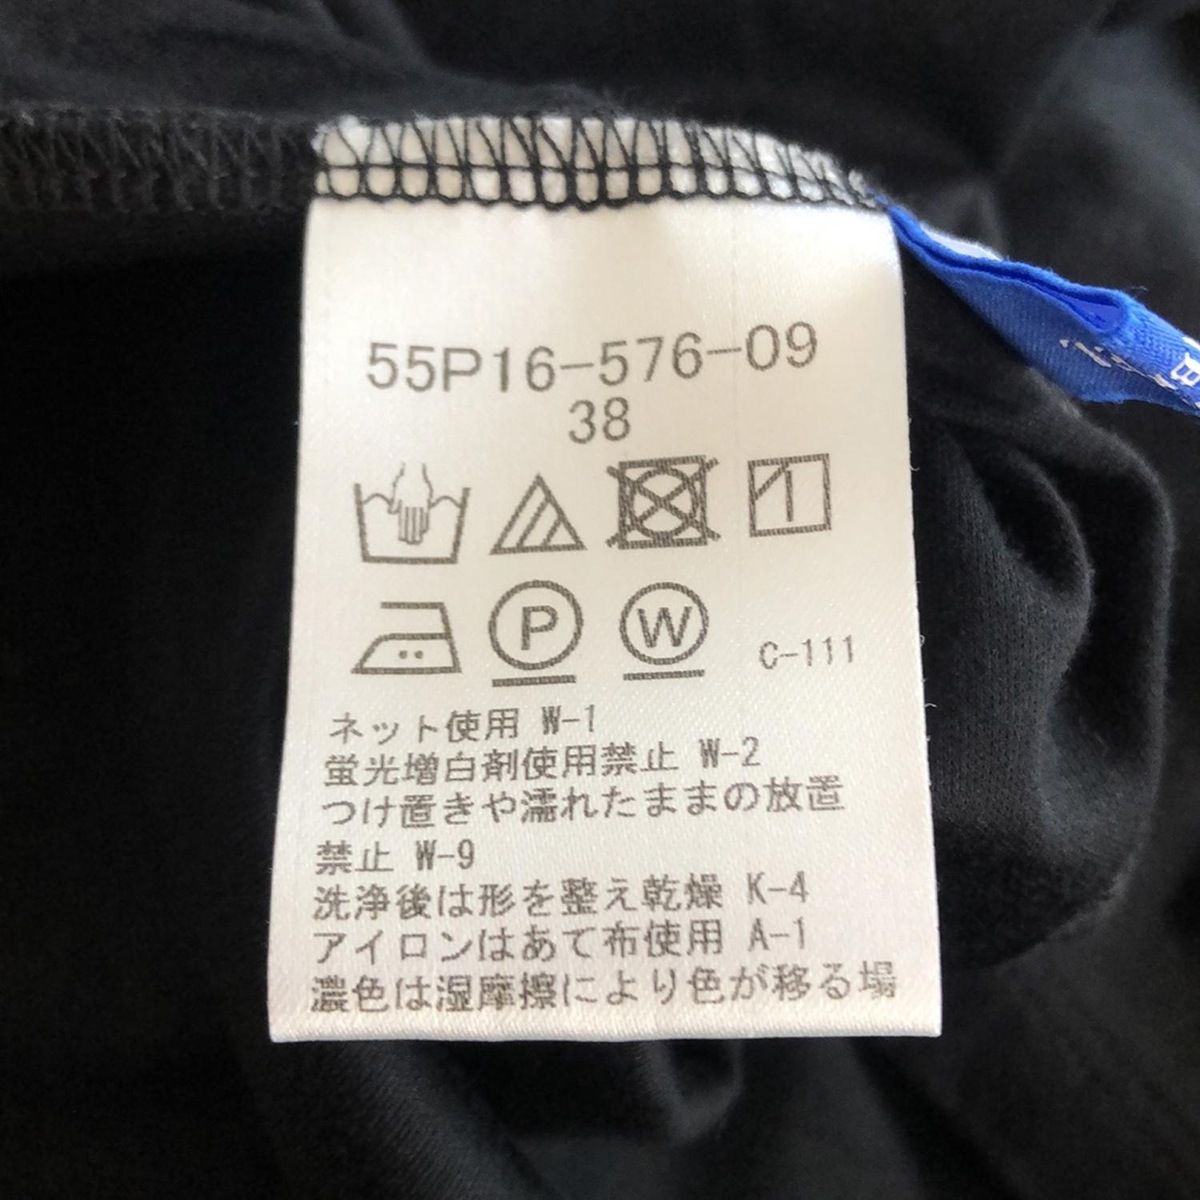 55P16-576-09
38
P W C-111
ネット使用 W-1
蛍光増白剤使用禁止 W-2
つけ置きや濡れたままの放置
禁止 W-9
洗浄後は形を整え乾燥 K-4
アイロンはあて布使用 A-1
濃色は湿摩擦により色が移る場